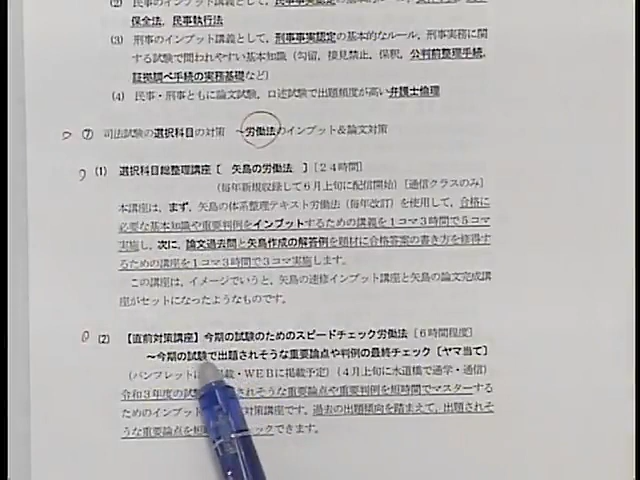 (2) 民事のインプット講義として、民事事実認定の基本的なルール、
保全法、民事執行法
(3) 刑事のインプット講義として、刑事事実認定の基本的なルール、刑事実務に関
する試験で問われやすい基本知識（勾留、接見禁止、保釈、公判前整理手続、
証拠調べ手続の実務基礎など）
(4) 民事・刑事ともに論文試験、口述試験で出題頻度が高い弁護士倫理
⑦ 司法試験の選択科目の対策 ～労働法のインプット＆論文対策
(1) 選択科目総整理講座［ 矢島の労働法 ］［２４時間］
（毎年新規収録して６月上旬に配信開始）［通信クラスのみ］
本講座は、まず、矢島の体系整理テキスト労働法（毎年改訂）を使用して、合格に
必要な基本知識や重要判例をインプットするための講義を１コマ３時間で５コマ
実施し、次に、論文過去問と矢島作成の解答例を題材に合格答案の書き方を修得す
るための講座を１コマ３時間で３コマ実施します。
この講座は、イメージでいうと、矢島の速修インプット講座と矢島の論文完成講
座がセットになったようなものです。
(2) 【直前対策講座】今期の試験のためのスピードチェック労働法［６時間程度］
～今期の試験で出題されそうな重要論点や判例の最終チェック［ヤマ当て］
（パンフレット 載・ＷＥＢに掲載予定）（４月上旬に水道橋で通学・通信）
令和３年度の試 されそうな重要論点や重要判例を短時間でマスターする
ためのインプッ 対策講座です。過去の出題傾向を踏まえて、出題されそ
うな重要論点を短 ックできます。